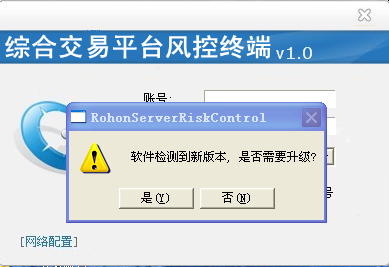 综合交易平台风控终端 v1.0
账号:
RohonServerRiskControl
软件检测到新版本，是否需要升级?
是(Y) 否(N)
号
[网络配置]